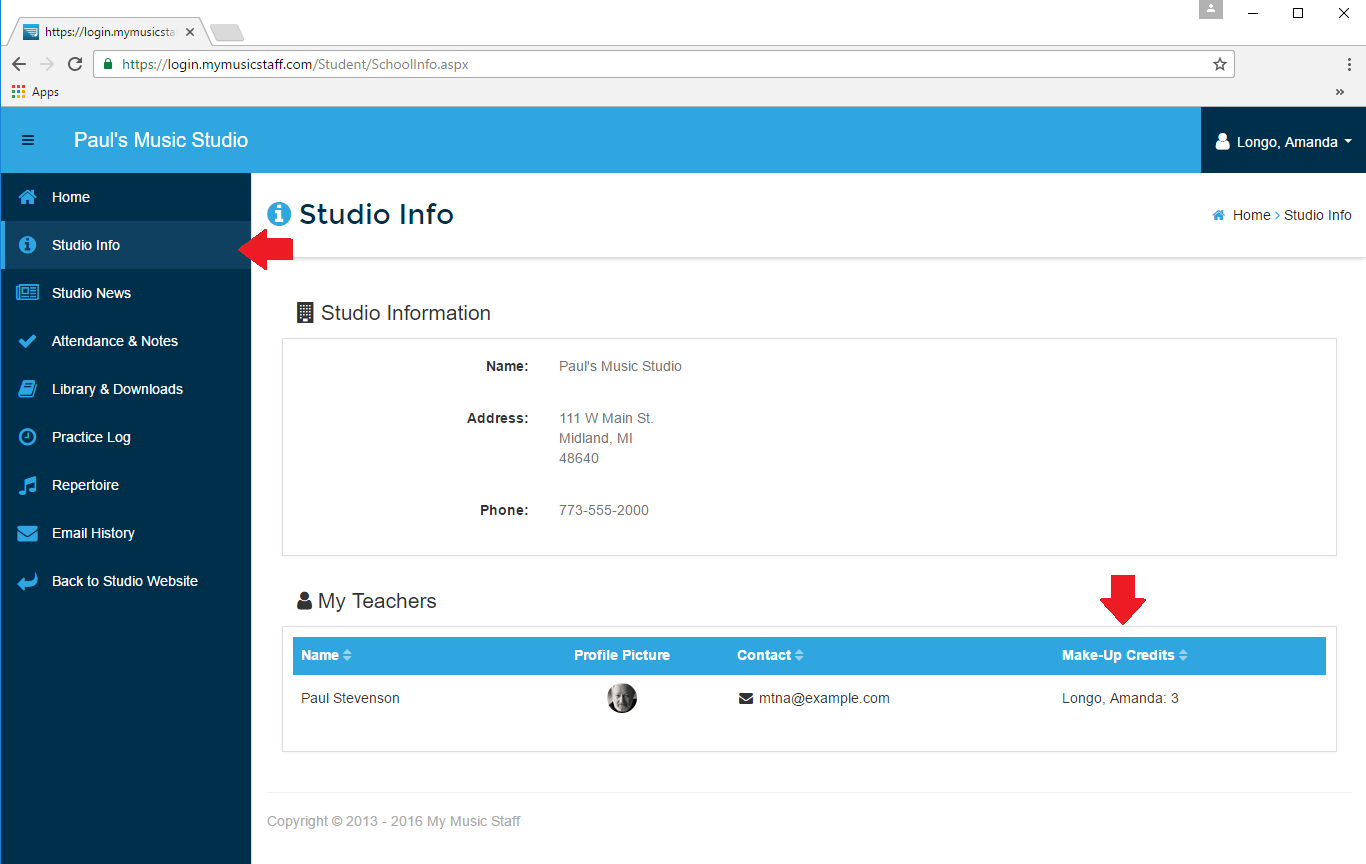 https://login.mymusicsta
https://login.mymusicstaff.com/Student/SchoolInfo.aspx
Apps
Paul's Music Studio
Longo, Amanda
Home
Studio Info
Studio News
Attendance & Notes
Library & Downloads
Practice Log
Repertoire
Email History
Back to Studio Website
Studio Info
Home › Studio Info
Studio Information
Name: Paul's Music Studio
Address: 111 W Main St.
Midland, MI
48640
Phone: 773-555-2000
My Teachers
Name Profile Picture Contact Make-Up Credits
Paul Stevenson mtna@example.com Longo, Amanda: 3
Copyright © 2013 - 2016 My Music Staff